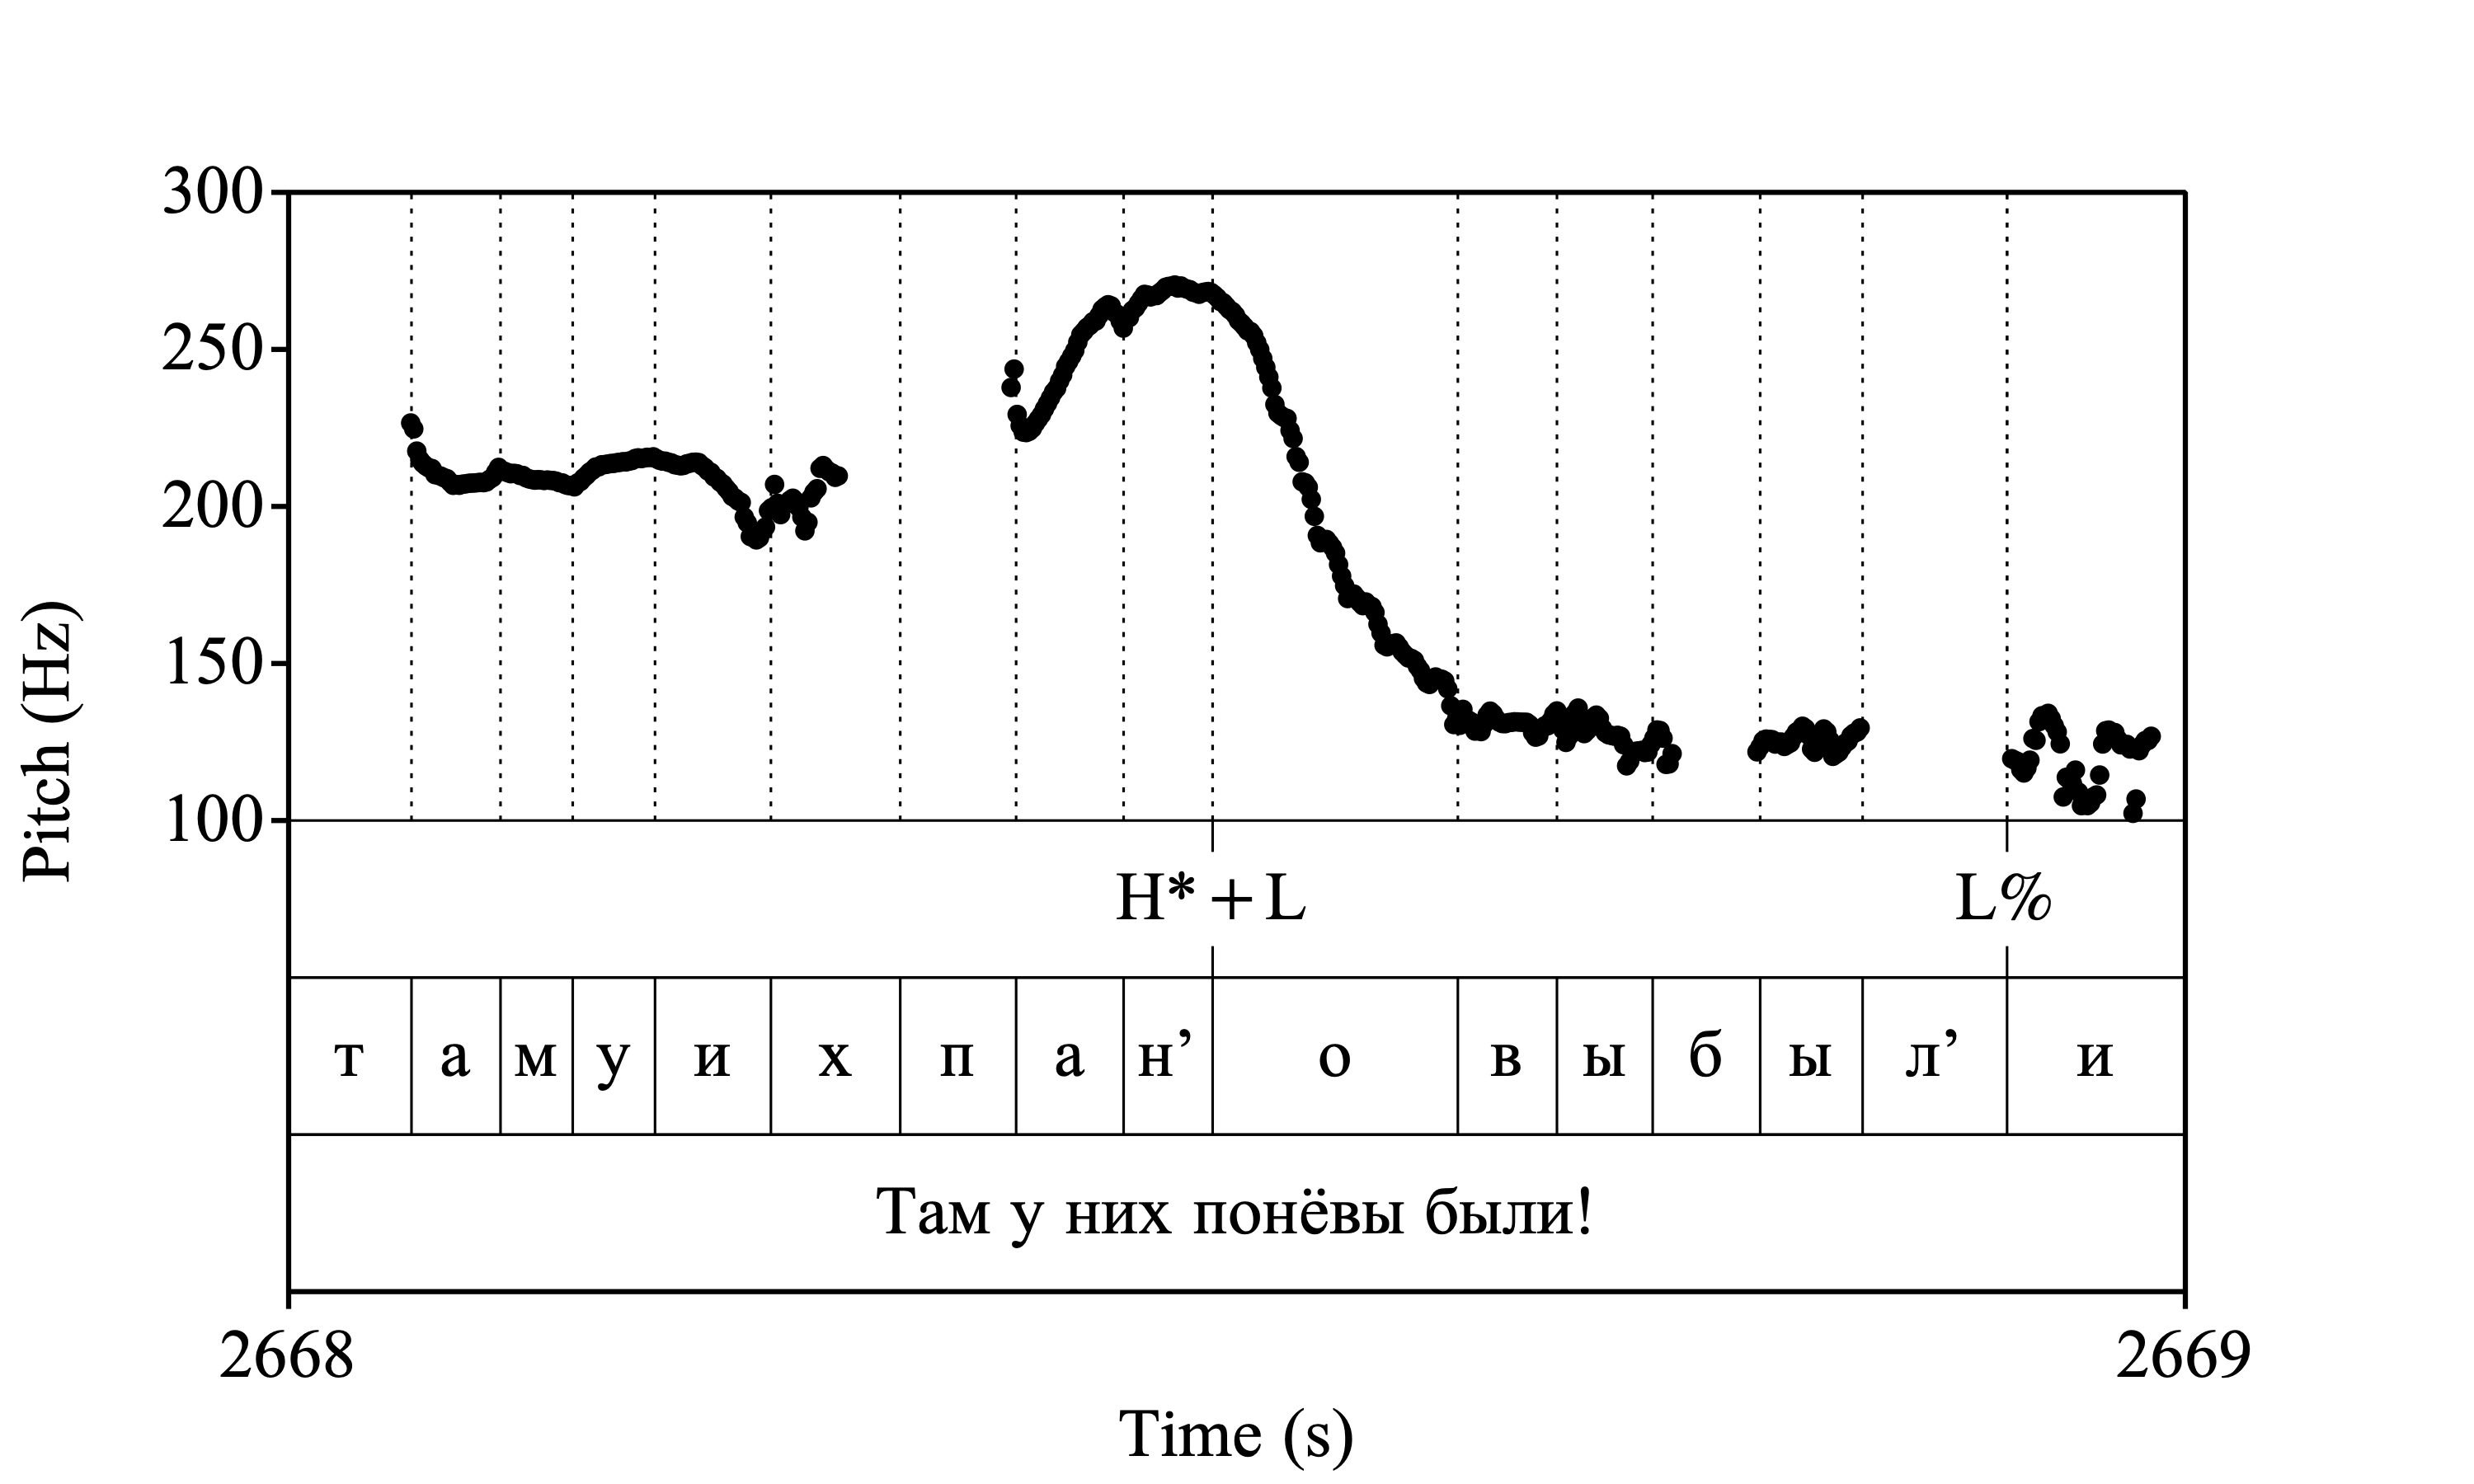 300
250
200
150
100
Pitch (Hz)
H*+L L%
т а м у и х п а н’ о в ы б ы л’ и
Там у них понёвы были!
2668 2669
Time (s)